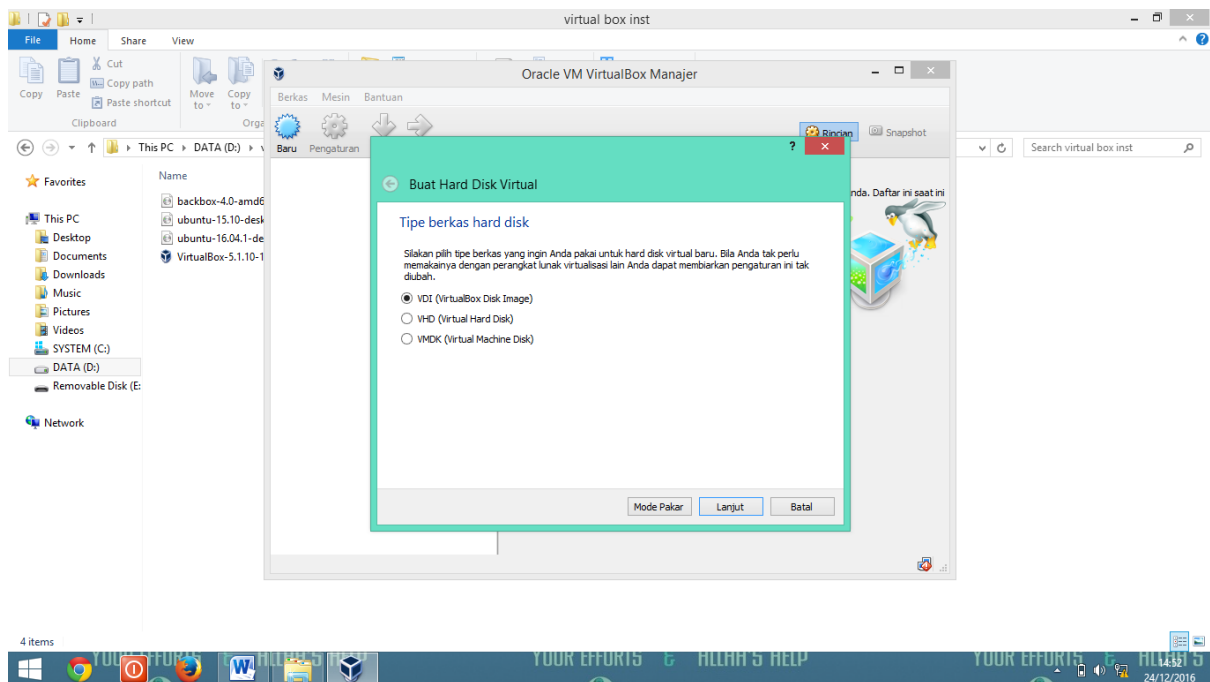 virtual box inst
File Home Share View
Cut
Copy path
Paste shortcut
Copy Paste
Move to
Copy to
Clipboard
Orga
This PC DATA (D:)
Search virtual box inst
Favorites
This PC
Desktop
Documents
Downloads
Music
Pictures
Videos
SYSTEM (C:)
DATA (D:)
Removable Disk (E:
Network
Name
backbox-4.0-amd6
ubuntu-15.10-desk
ubuntu-16.04.1-de
VirtualBox-5.1.10-1
Oracle VM VirtualBox Manajer
Berkas Mesin Bantuan
Baru Pengaturan
Rincian Snapshot
nda. Daftar ini saat ini
Buat Hard Disk Virtual
Tipe berkas hard disk
Silakan pilih tipe berkas yang ingin Anda pakai untuk hard disk virtual baru. Bila Anda tak perlu
memakainya dengan perangkat lunak virtualisasi lain Anda dapat membiarkan pengaturan ini tak
diubah.
VDI (VirtualBox Disk Image)
VHD (Virtual Hard Disk)
VMDK (Virtual Machine Disk)
Mode Pakar Lanjut Batal
4 items
YOUR EFFORTS & ALLAH'S HELP
14:52
24/12/2016